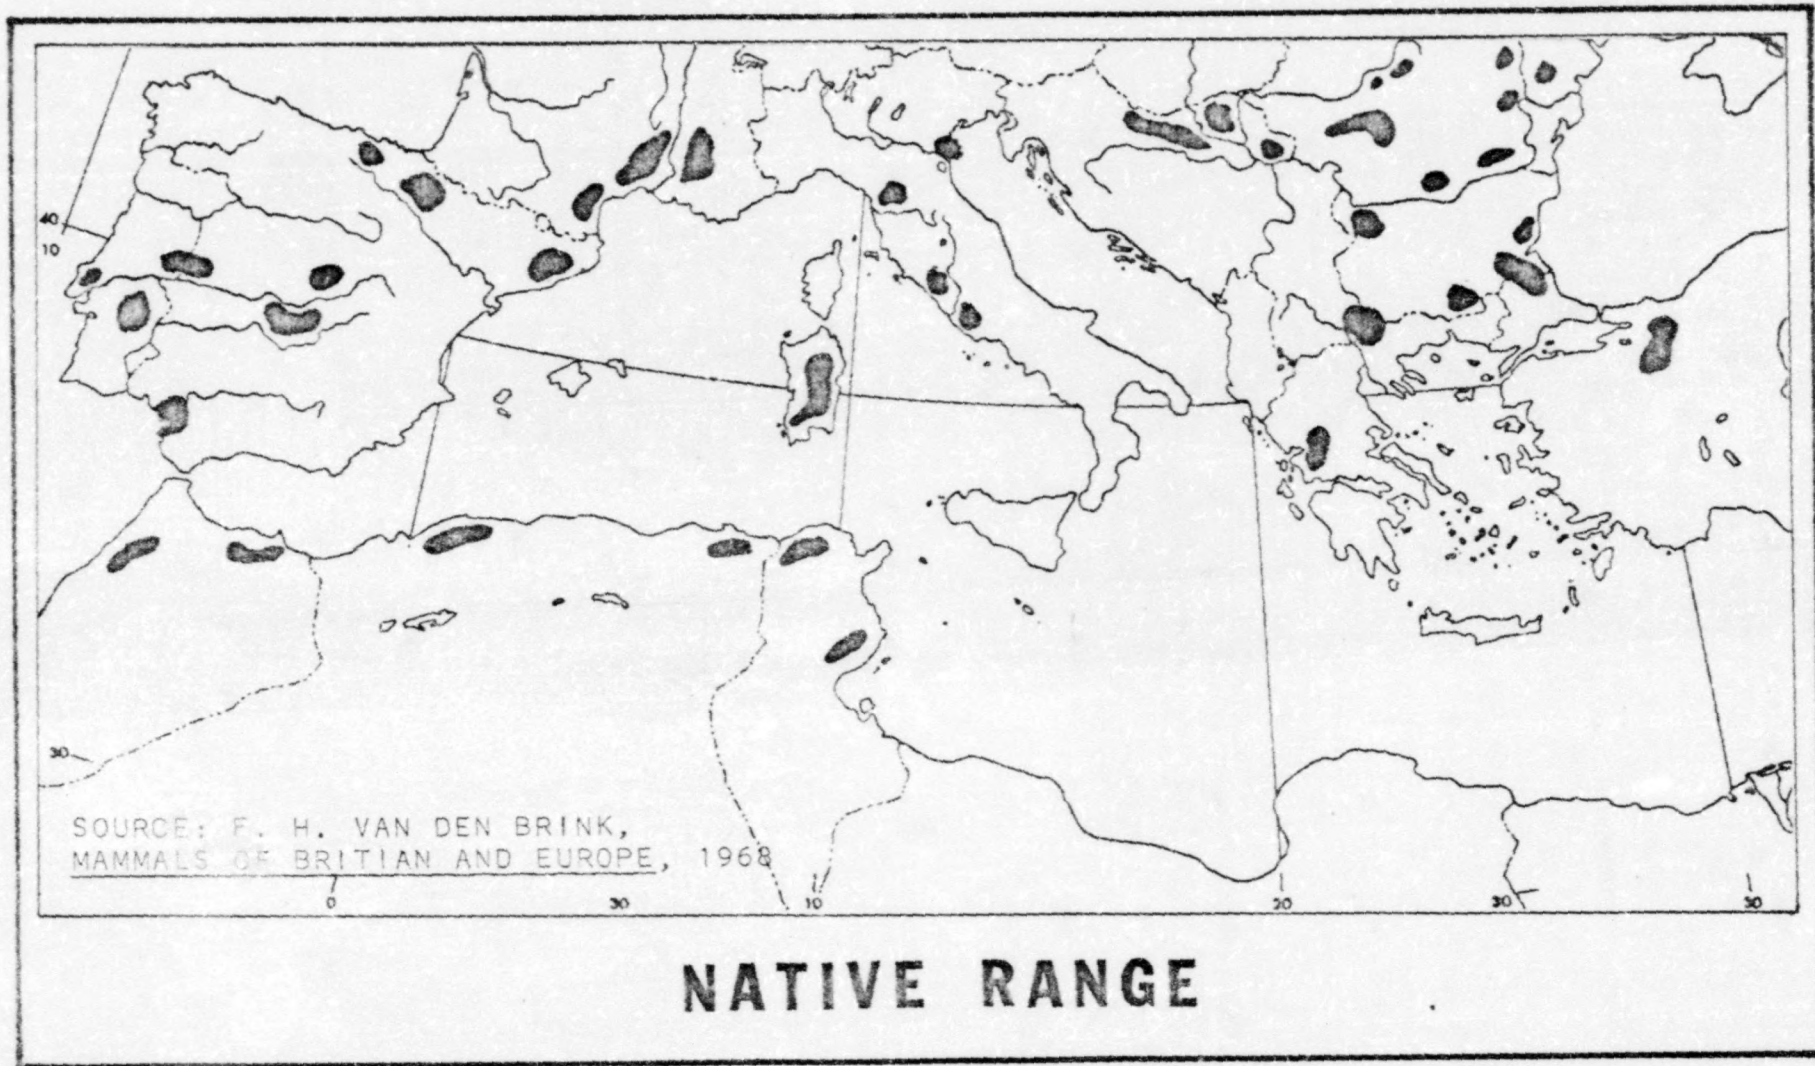 40
10
30
SOURCE: F. H. VAN DEN BRINK,
MAMMALS OF BRITIAN AND EUROPE, 1968
0 30 10 20 30 30
NATIVE RANGE